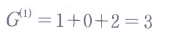 G⁽¹⁾ = 1 + 0 + 2 = 3